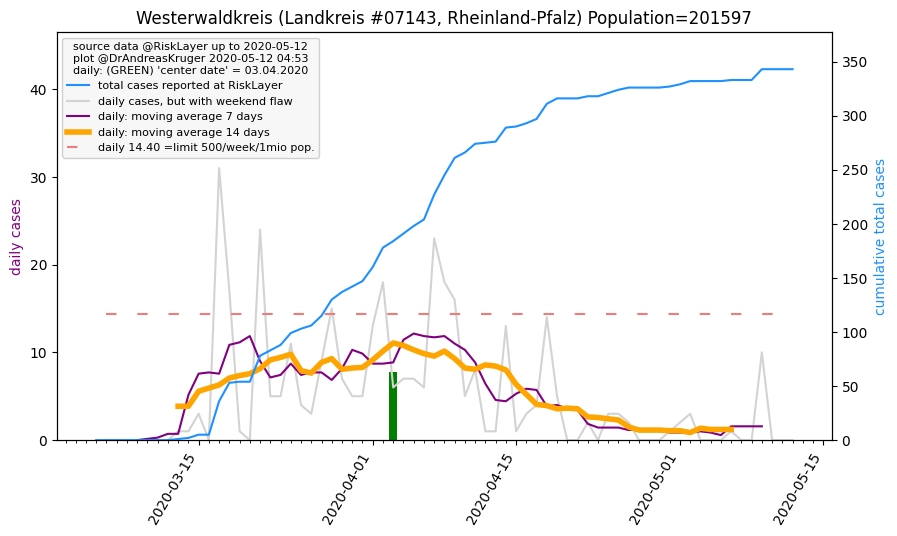 Westerwaldkreis (Landkreis #07143, Rheinland-Pfalz) Population=201597
source data @RiskLayer up to 2020-05-12
plot @DrAndreasKruger 2020-05-12 04:53
daily: (GREEN) 'center date' = 03.04.2020
total cases reported at RiskLayer
daily cases, but with weekend flaw
daily: moving average 7 days
daily: moving average 14 days
daily 14.40 =limit 500/week/1mio pop.
daily cases
40
30
20
10
0
350
300
250
200
150
100
50
0
cumulative total cases
2020-03-15
2020-04-01
2020-04-15
2020-05-01
2020-05-15